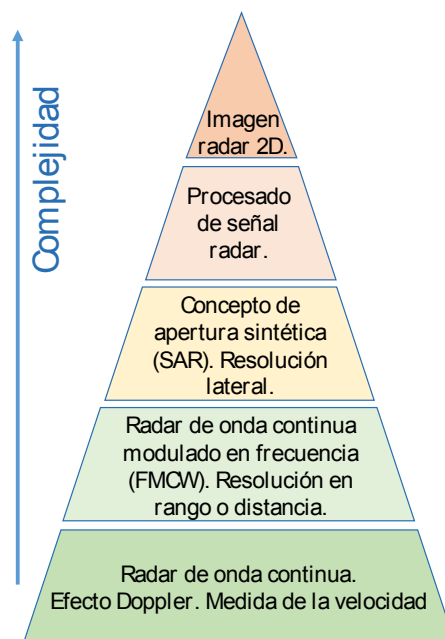 Complejidad
Imagen
radar 2D.
Procesado
de señal
radar.
Concepto de
apertura sintética
(SAR). Resolución
lateral.
Radar de onda continua
modulado en frecuencia
(FMCW). Resolución en
rango o distancia.
Radar de onda continua.
Efecto Doppler. Medida de la velocidad